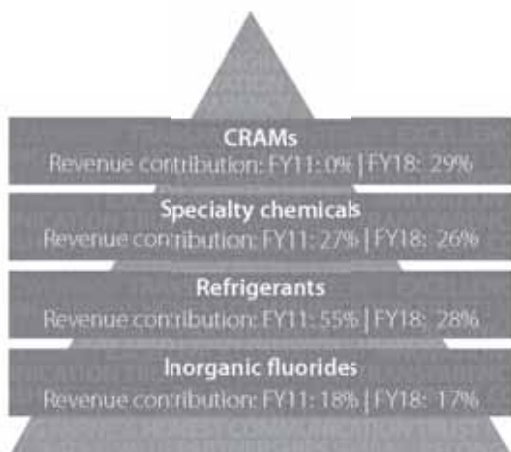 CRAMs
Revenue contribution: FY11: 0% | FY18: 29%
Specialty chemicals
Revenue contribution: FY11: 27% | FY18: 26%
Refrigerants
Revenue contribution: FY11: 55% | FY18: 28%
Inorganic fluorides
Revenue contribution: FY11: 18% | FY18: 17%